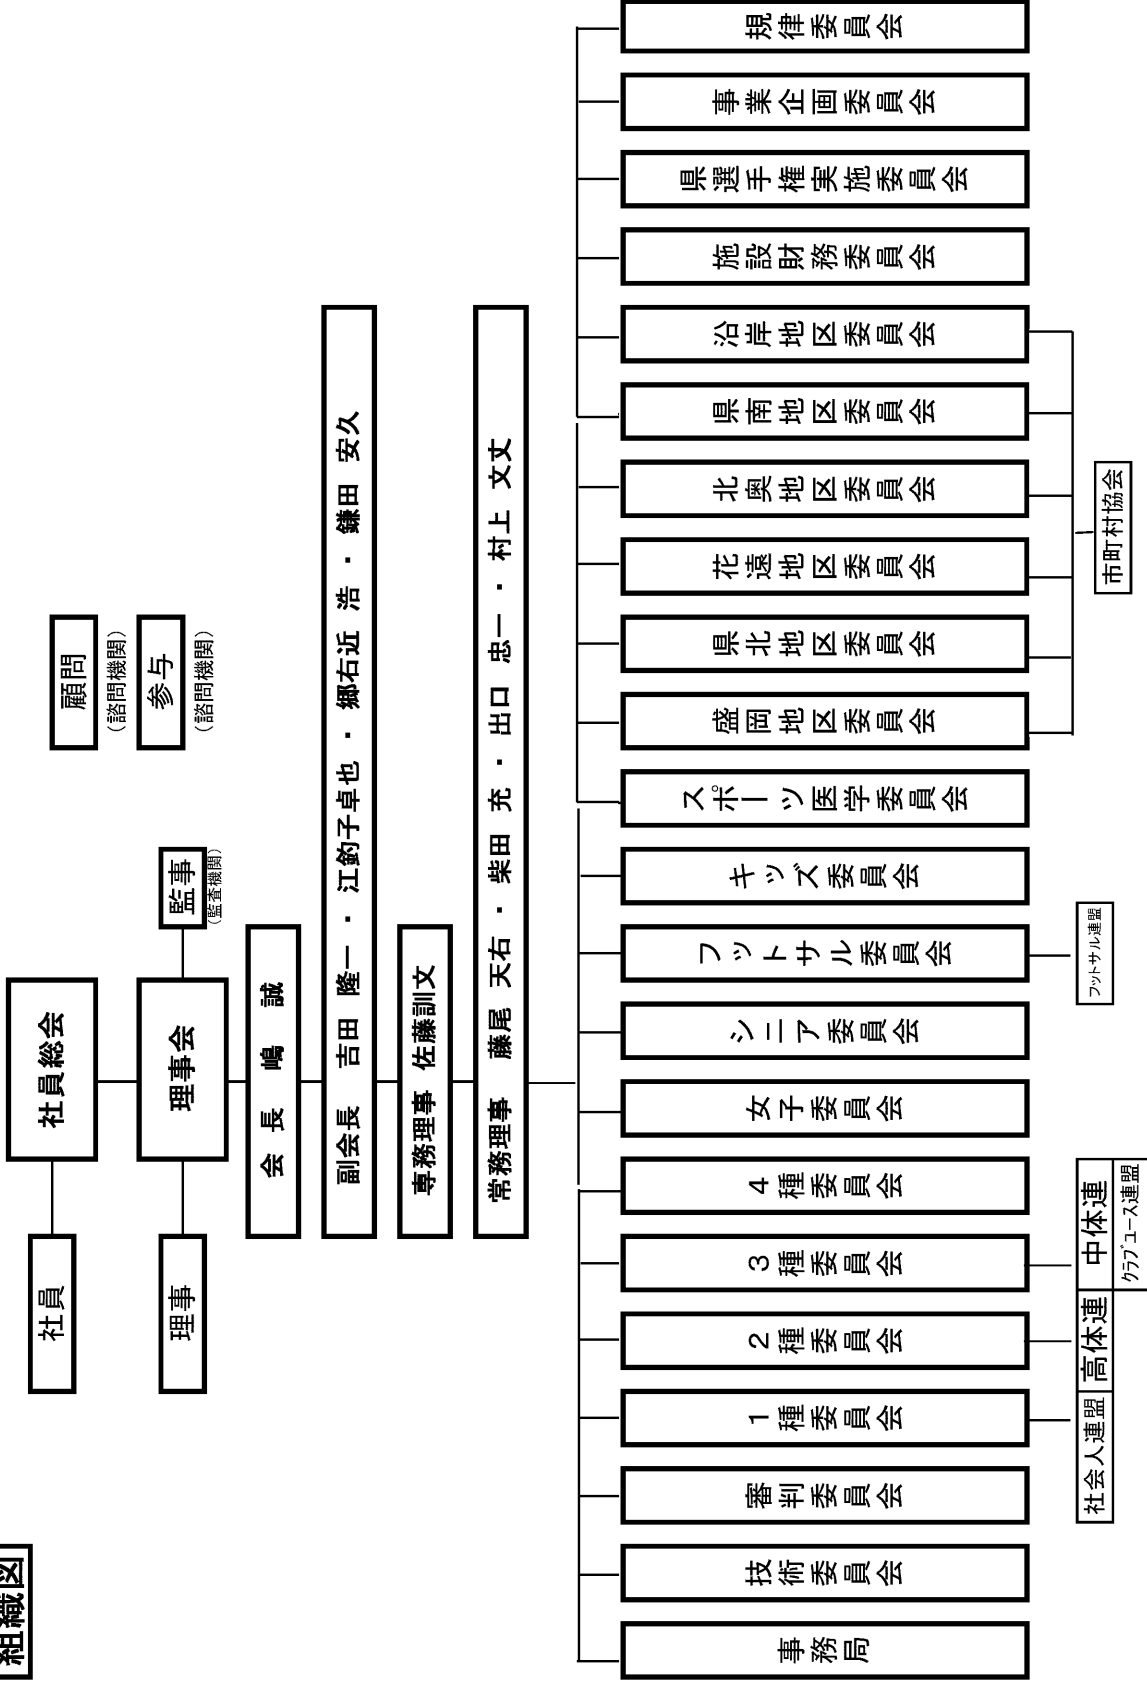 組織図
社員総会
社員
理事会
理事
監事
（監査機関）
顧問
（諮問機関）
参与
（諮問機関）
会長 嶋 誠
副会長 吉田 隆一・江釣子卓也・郷右近 浩・鎌田 安久
専務理事 佐藤訓文
常務理事 藤尾 天右・柴田 充・出口 忠一・村上 文丈
事務局
技術委員会
審判委員会
1種委員会
2種委員会
3種委員会
4種委員会
女子委員会
シニア委員会
フットサル委員会
キッズ委員会
スポーツ医学委員会
盛岡地区委員会
県北地区委員会
花遠地区委員会
北奥地区委員会
県南地区委員会
沿岸地区委員会
施設財務委員会
県選手権実施委員会
事業企画委員会
規律委員会
社会人連盟
高体連
中体連
クラブユース連盟
フットサル連盟
市町村協会